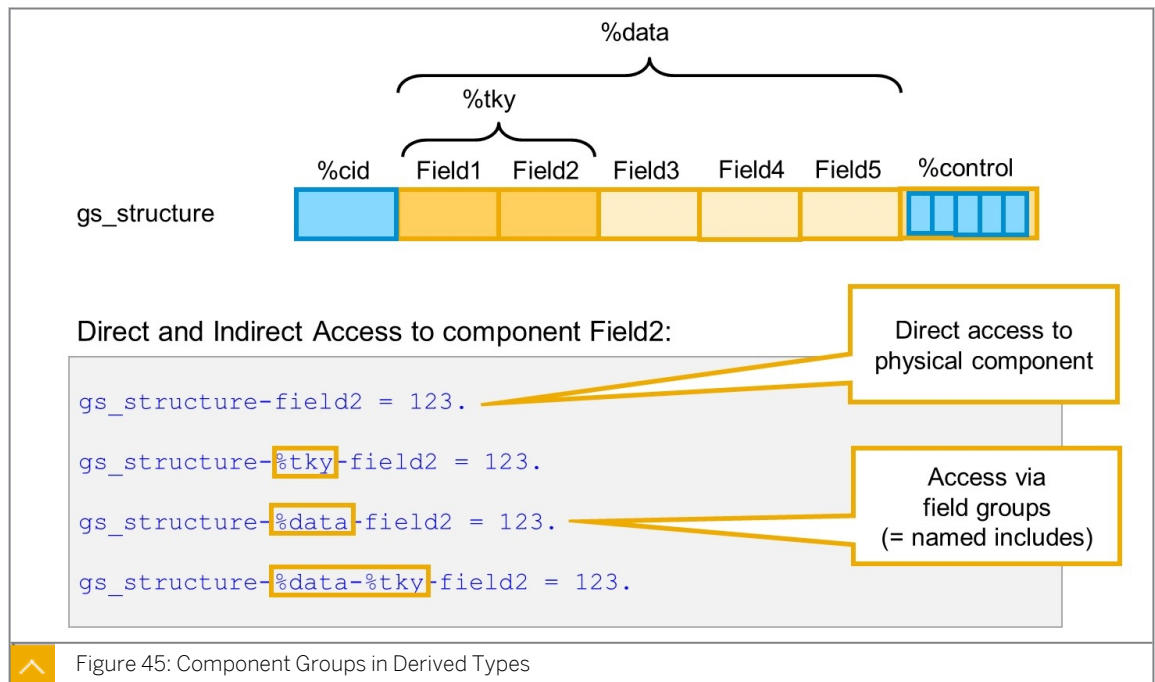 %data
%tky
%cid Field1 Field2 Field3 Field4 Field5 %control
gs_structure
Direct and Indirect Access to component Field2:
Direct access to
physical component
gs_structure-field2 = 123.
gs_structure-%tky-field2 = 123.
Access via
field groups
(= named includes)
gs_structure-%data-field2 = 123.
gs_structure-%data-%tky-field2 = 123.
Figure 45: Component Groups in Derived Types